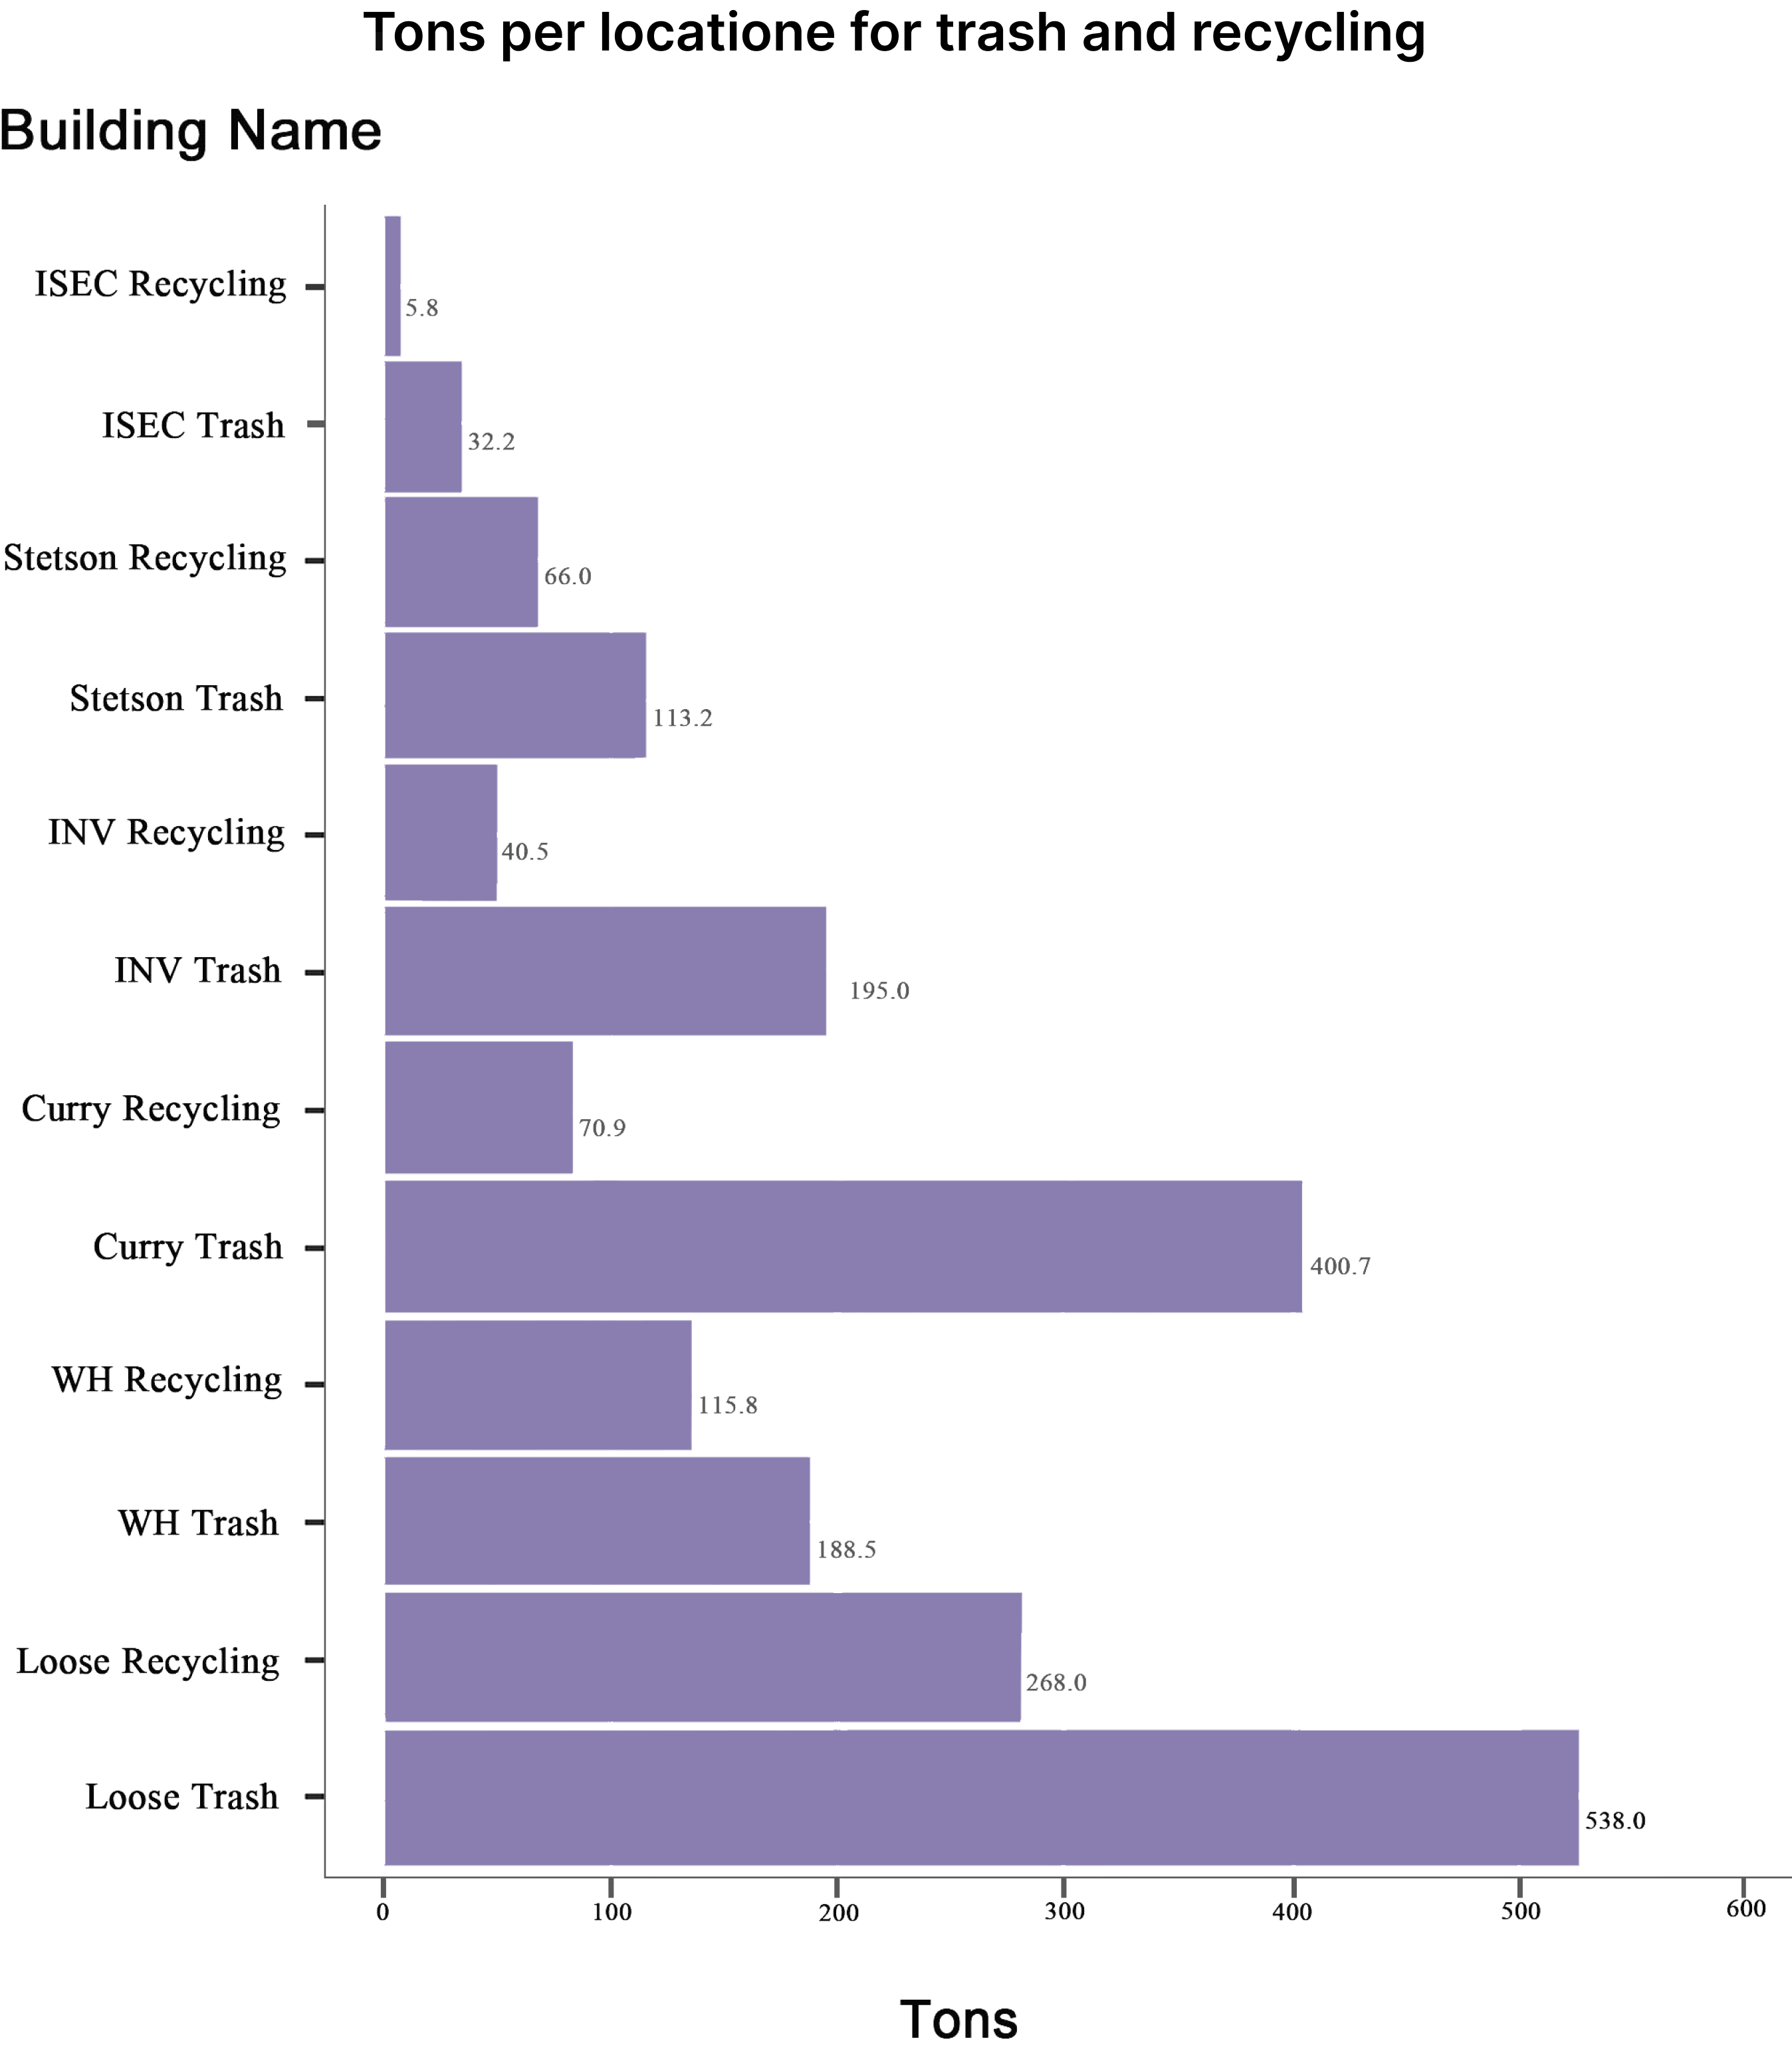 Tons per locatione for trash and recycling
Building Name
ISEC Recycling
5.8
ISEC Trash
32.2
Stetson Recycling
66.0
Stetson Trash
113.2
INV Recycling
40.5
INV Trash
195.0
Curry Recycling
70.9
Curry Trash
400.7
WH Recycling
115.8
WH Trash
188.5
Loose Recycling
268.0
Loose Trash
538.0
0 100 200 300 400 500 600
Tons